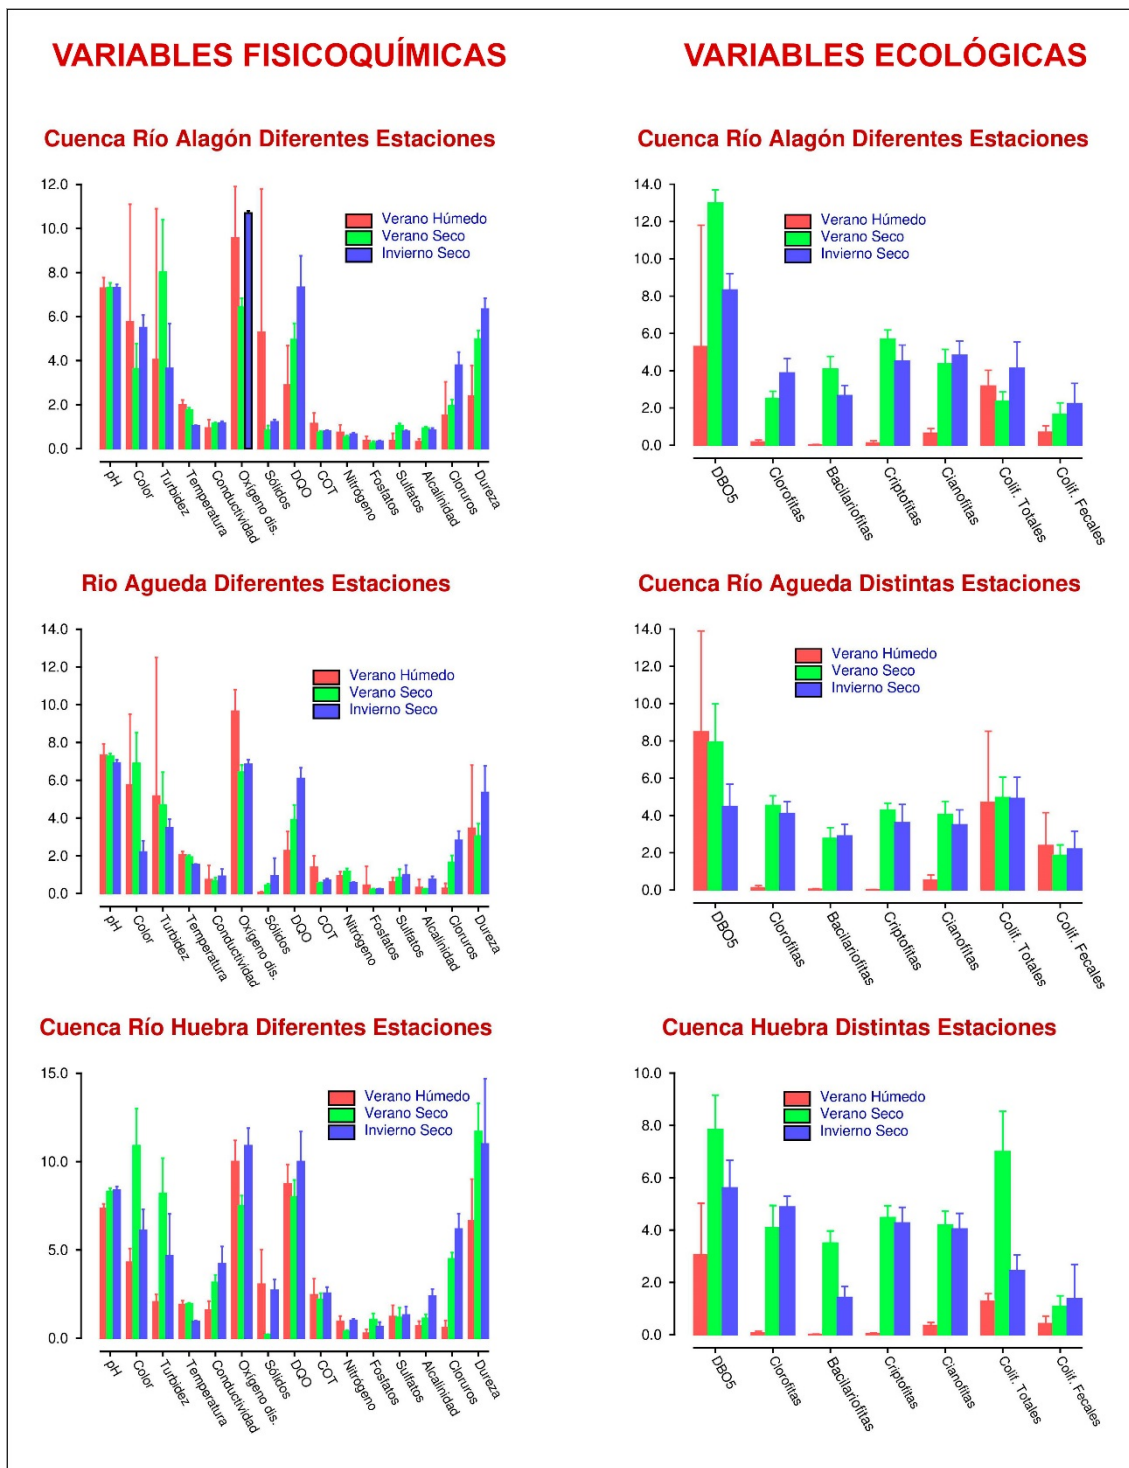 VARIABLES FISICOQUÍMICAS
VARIABLES ECOLÓGICAS
Cuenca Río Alagón Diferentes Estaciones
12.0
10.0
8.0
6.0
4.0
2.0
0.0
Verano Húmedo
Verano Seco
Invierno Seco
pH
Color
Turbidez
Temperatura
Conductividad
Oxígeno dis.
Sólidos
DQO
COT
Nitrógeno
Fosfatos
Sulfatos
Alcalinidad
Cloruros
Dureza
Cuenca Río Alagón Diferentes Estaciones
14.0
12.0
10.0
8.0
6.0
4.0
2.0
0.0
Verano Húmedo
Verano Seco
Invierno Seco
DBO5
Clorofitas
Bacilariofitas
Criptofitas
Cianofitas
Colif. Totales
Colif. Fecales
Rio Agueda Diferentes Estaciones
14.0
12.0
10.0
8.0
6.0
4.0
2.0
0.0
Verano Húmedo
Verano Seco
Invierno Seco
pH
Color
Turbidez
Temperatura
Conductividad
Oxígeno dis.
Sólidos
DQO
COT
Nitrógeno
Fosfatos
Sulfatos
Alcalinidad
Cloruros
Dureza
Cuenca Río Agueda Distintas Estaciones
14.0
12.0
10.0
8.0
6.0
4.0
2.0
0.0
Verano Húmedo
Verano Seco
Invierno Seco
DBO5
Clorofitas
Bacilariofitas
Criptofitas
Cianofitas
Colif. Totales
Colif. Fecales
Cuenca Río Huebra Diferentes Estaciones
15.0
10.0
5.0
0.0
Verano Húmedo
Verano Seco
Invierno Seco
pH
Color
Turbidez
Temperatura
Conductividad
Oxígeno dis.
Sólidos
DQO
COT
Nitrógeno
Fosfatos
Sulfatos
Alcalinidad
Cloruros
Dureza
Cuenca Huebra Distintas Estaciones
10.0
8.0
6.0
4.0
2.0
0.0
Verano Húmedo
Verano Seco
Invierno Seco
DBO5
Clorofitas
Bacilariofitas
Criptofitas
Cianofitas
Colif. Totales
Colif. Fecales